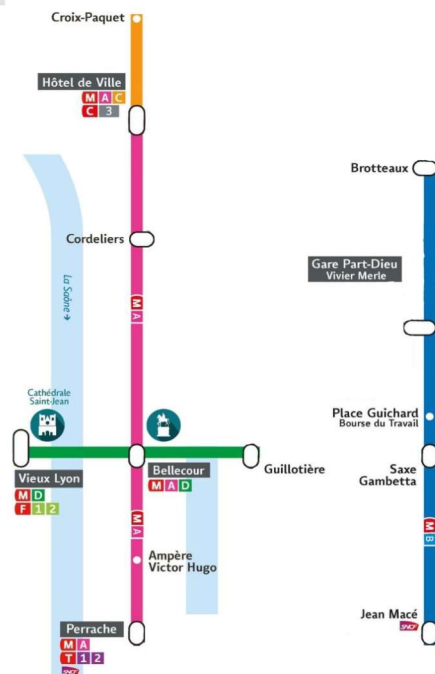 Croix-Paquet
Hôtel de Ville
M A C
C 3
Brotteaux
Cordeliers
Gare Part-Dieu
Vivier Merle
La Saône →
M A
Cathédrale
Saint-Jean
Place Guichard
Bourse du Travail
Vieux Lyon
M D
F 1 2
Bellecour
M A D
Guillotière
Saxe
Gambetta
M A
M B
Ampère
Victor Hugo
Jean Macé
SNCF
Perrache
M A
T 1 2
SNCF